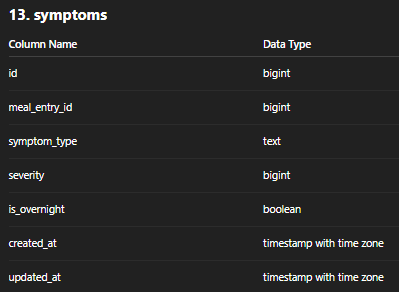 13. symptoms
Column Name Data Type
id bigint
meal_entry_id bigint
symptom_type text
severity bigint
is_overnight boolean
created_at timestamp with time zone
updated_at timestamp with time zone